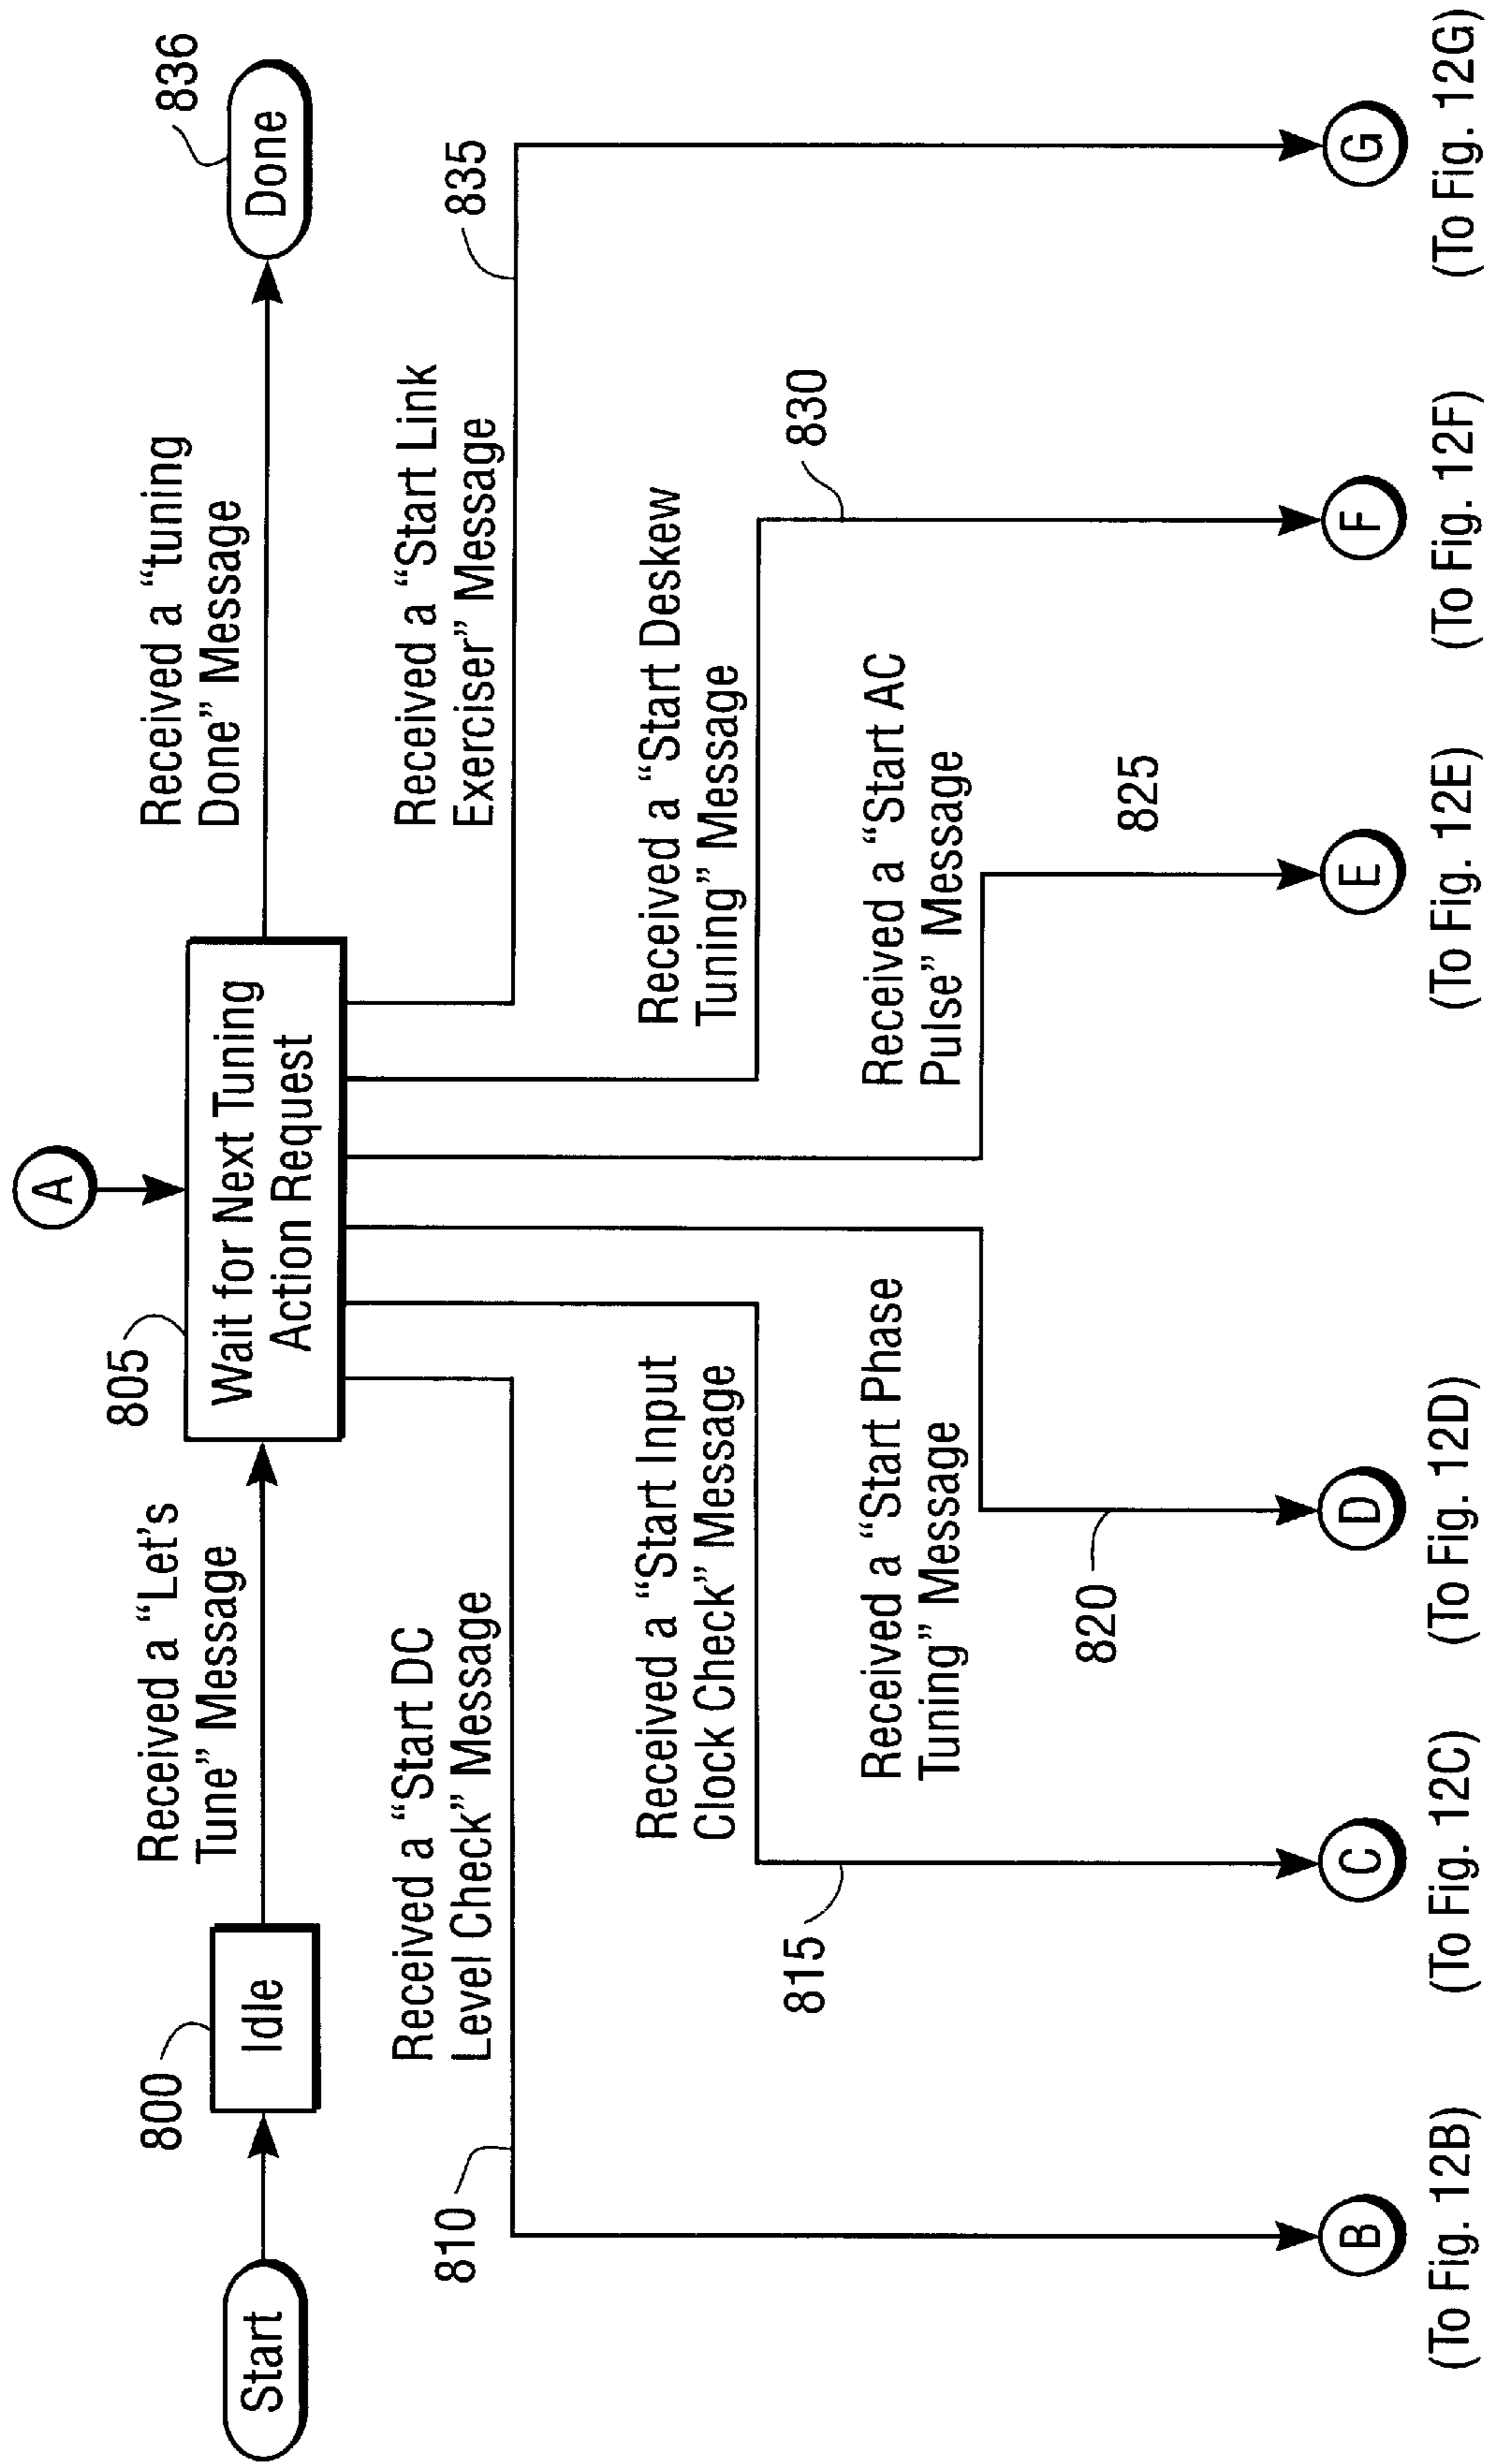 A
Start
800
Idle
Received a “Let’s
Tune” Message
805
Wait for Next Tuning
Action Request
Received a “tuning
Done” Message
836
Done
810
Received a “Start DC
Level Check” Message
Received a “Start Link
Exerciser” Message
835
815
Received a “Start Input
Clock Check” Message
Received a “Start Deskew
Tuning” Message
830
820
Received a “Start Phase
Tuning” Message
Received a “Start AC
Pulse” Message
825
B
C
D
E
F
G
(To Fig. 12B)
(To Fig. 12C)
(To Fig. 12D)
(To Fig. 12E)
(To Fig. 12F)
(To Fig. 12G)